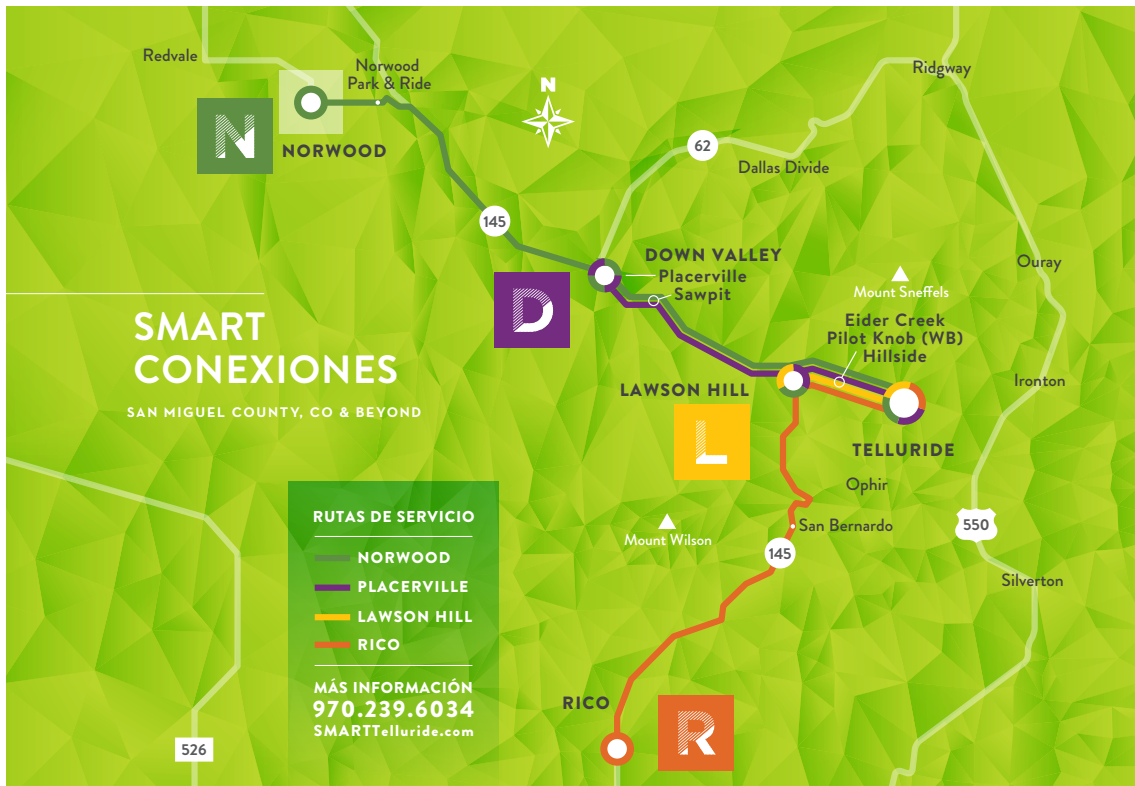 Redvale
Norwood
Park & Ride
N
NORWOOD
N
Ridgway
62
Dallas Divide
145
DOWN VALLEY
Placerville
Sawpit
D
Ouray
Mount Sneffels
SMART
CONEXIONES
SAN MIGUEL COUNTY, CO & BEYOND
Eider Creek
Pilot Knob (WB)
Hillside
Ironton
LAWSON HILL
L
TELLURIDE
Ophir
San Bernardo
Mount Wilson
145
550
Silverton
RUTAS DE SERVICIO
NORWOOD
PLACERVILLE
LAWSON HILL
RICO
MÁS INFORMACIÓN
970.239.6034
SMARTTelluride.com
RICO
R
526